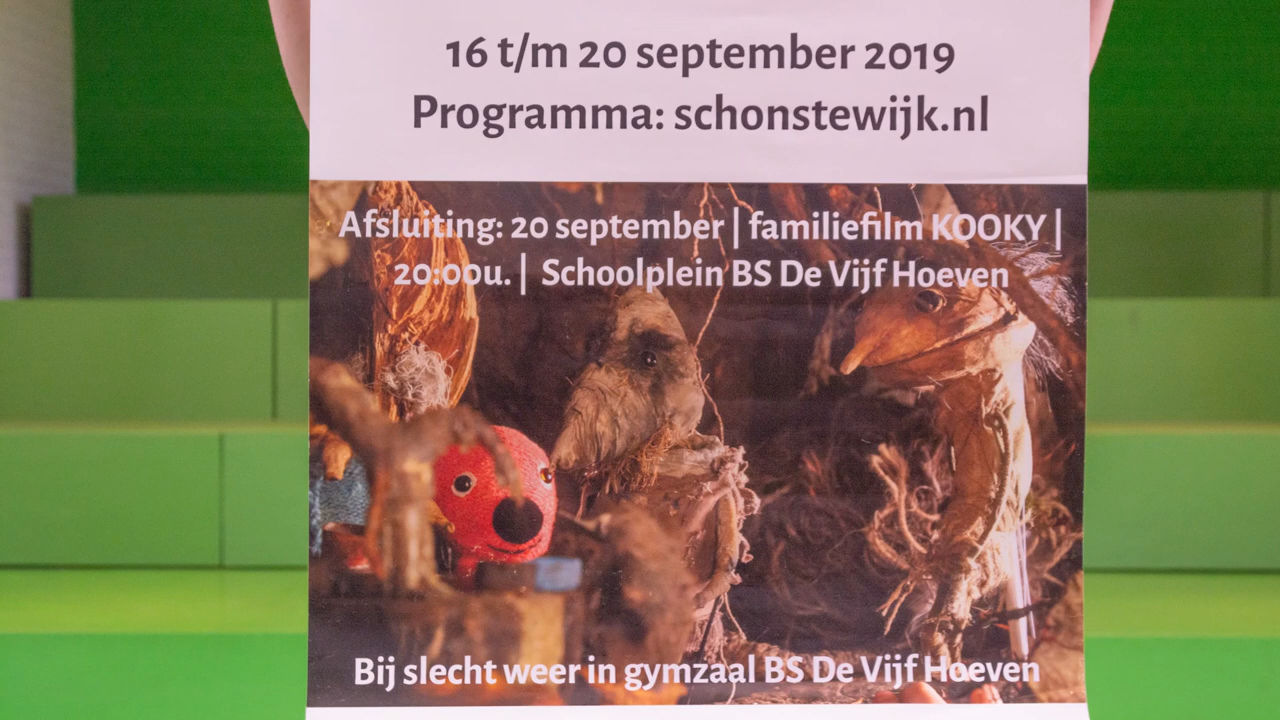 16 t/m 20 september 2019
Programma: schonstewijk.nl
Afsluiting: 20 september | familiefilm KOOKY |
20:00u. | Schoolplein BS De Vijf Hoeven
Bij slecht weer in gymzaal BS De Vijf Hoeven